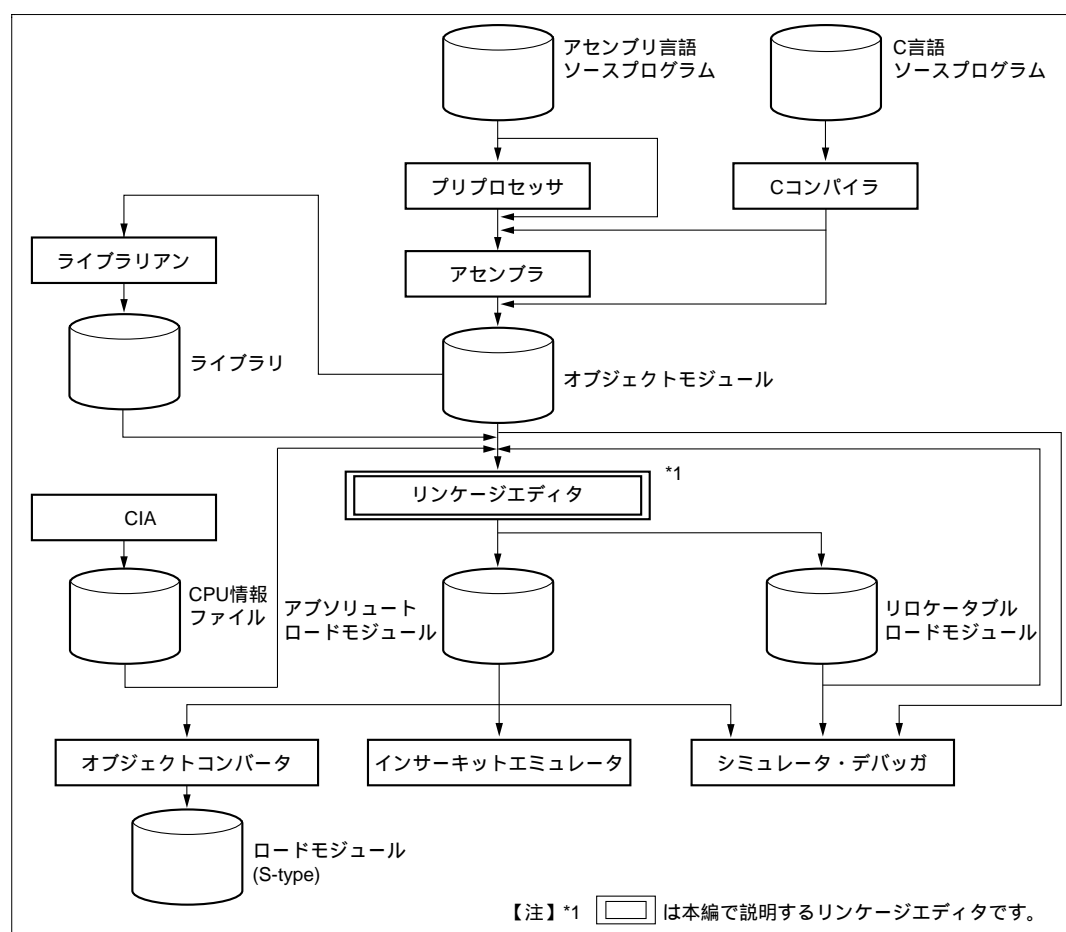 アセンブリ言語
ソースプログラム
C言語
ソースプログラム
プリプロセッサ
Cコンパイラ
ライブラリアン
アセンブラ
ライブラリ
オブジェクトモジュール
*1
リンケージエディタ
CIA
CPU情報
ファイル
アブソリュート
ロードモジュール
リロケータブル
ロードモジュール
オブジェクトコンバータ
インサーキットエミュレータ
シミュレータ・デバッガ
ロードモジュール
(S-type)
【注】*1 は本編で説明するリンケージエディタです。